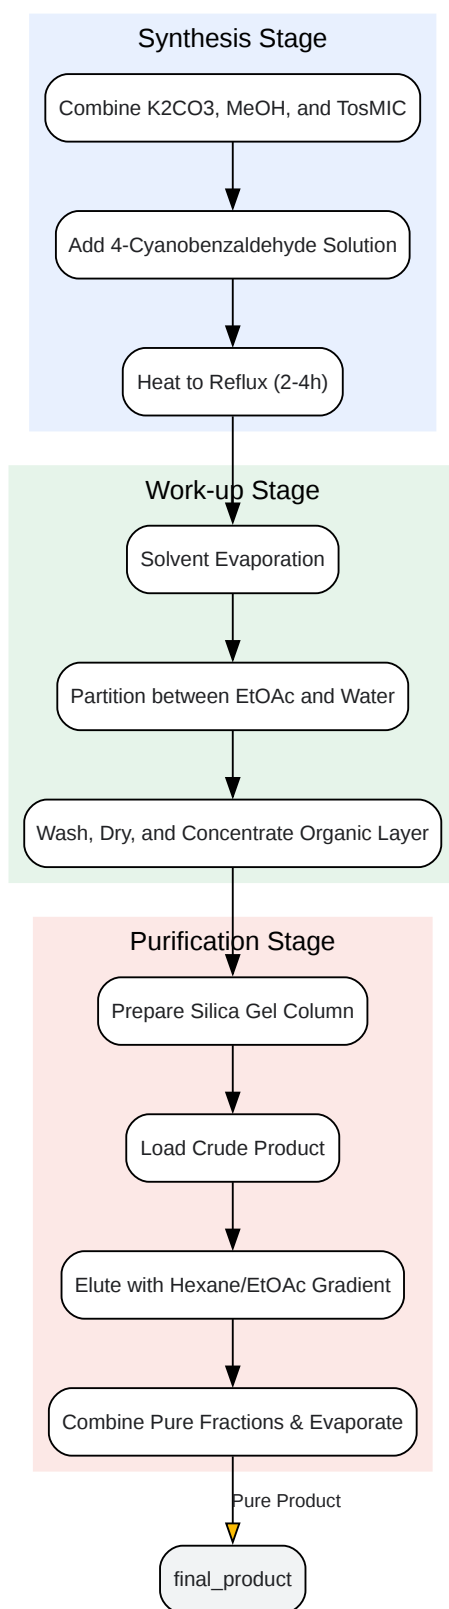 Synthesis Stage
Combine K2CO3, MeOH, and TosMIC
Add 4-Cyanobenzaldehyde Solution
Heat to Reflux (2-4h)
Work-up Stage
Solvent Evaporation
Partition between EtOAc and Water
Wash, Dry, and Concentrate Organic Layer
Purification Stage
Prepare Silica Gel Column
Load Crude Product
Elute with Hexane/EtOAc Gradient
Combine Pure Fractions & Evaporate
Pure Product
final_product